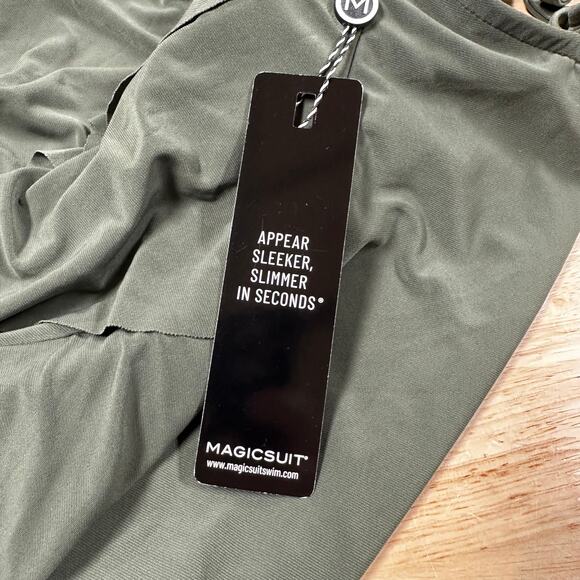 M
APPEAR
SLEEKER,
SLIMMER
IN SECONDS®
MAGICSUIT®
www.magicsuitswim.com